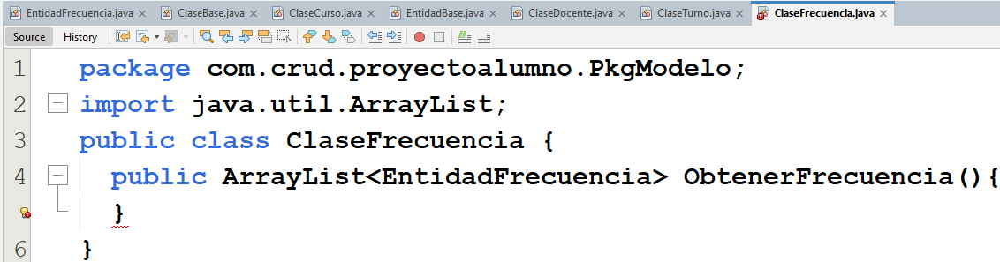 EntidadFrecuencia.java ClaseBase.java ClaseCurso.java EntidadBase.java ClaseDocente.java ClaseTurno.java ClaseFrecuencia.java
Source History
1 package com.crud.proyectoalumno.PkgModelo;
2 import java.util.ArrayList;
3 public class ClaseFrecuencia {
4 public ArrayList<EntidadFrecuencia> ObtenerFrecuencia(){
}
6 }